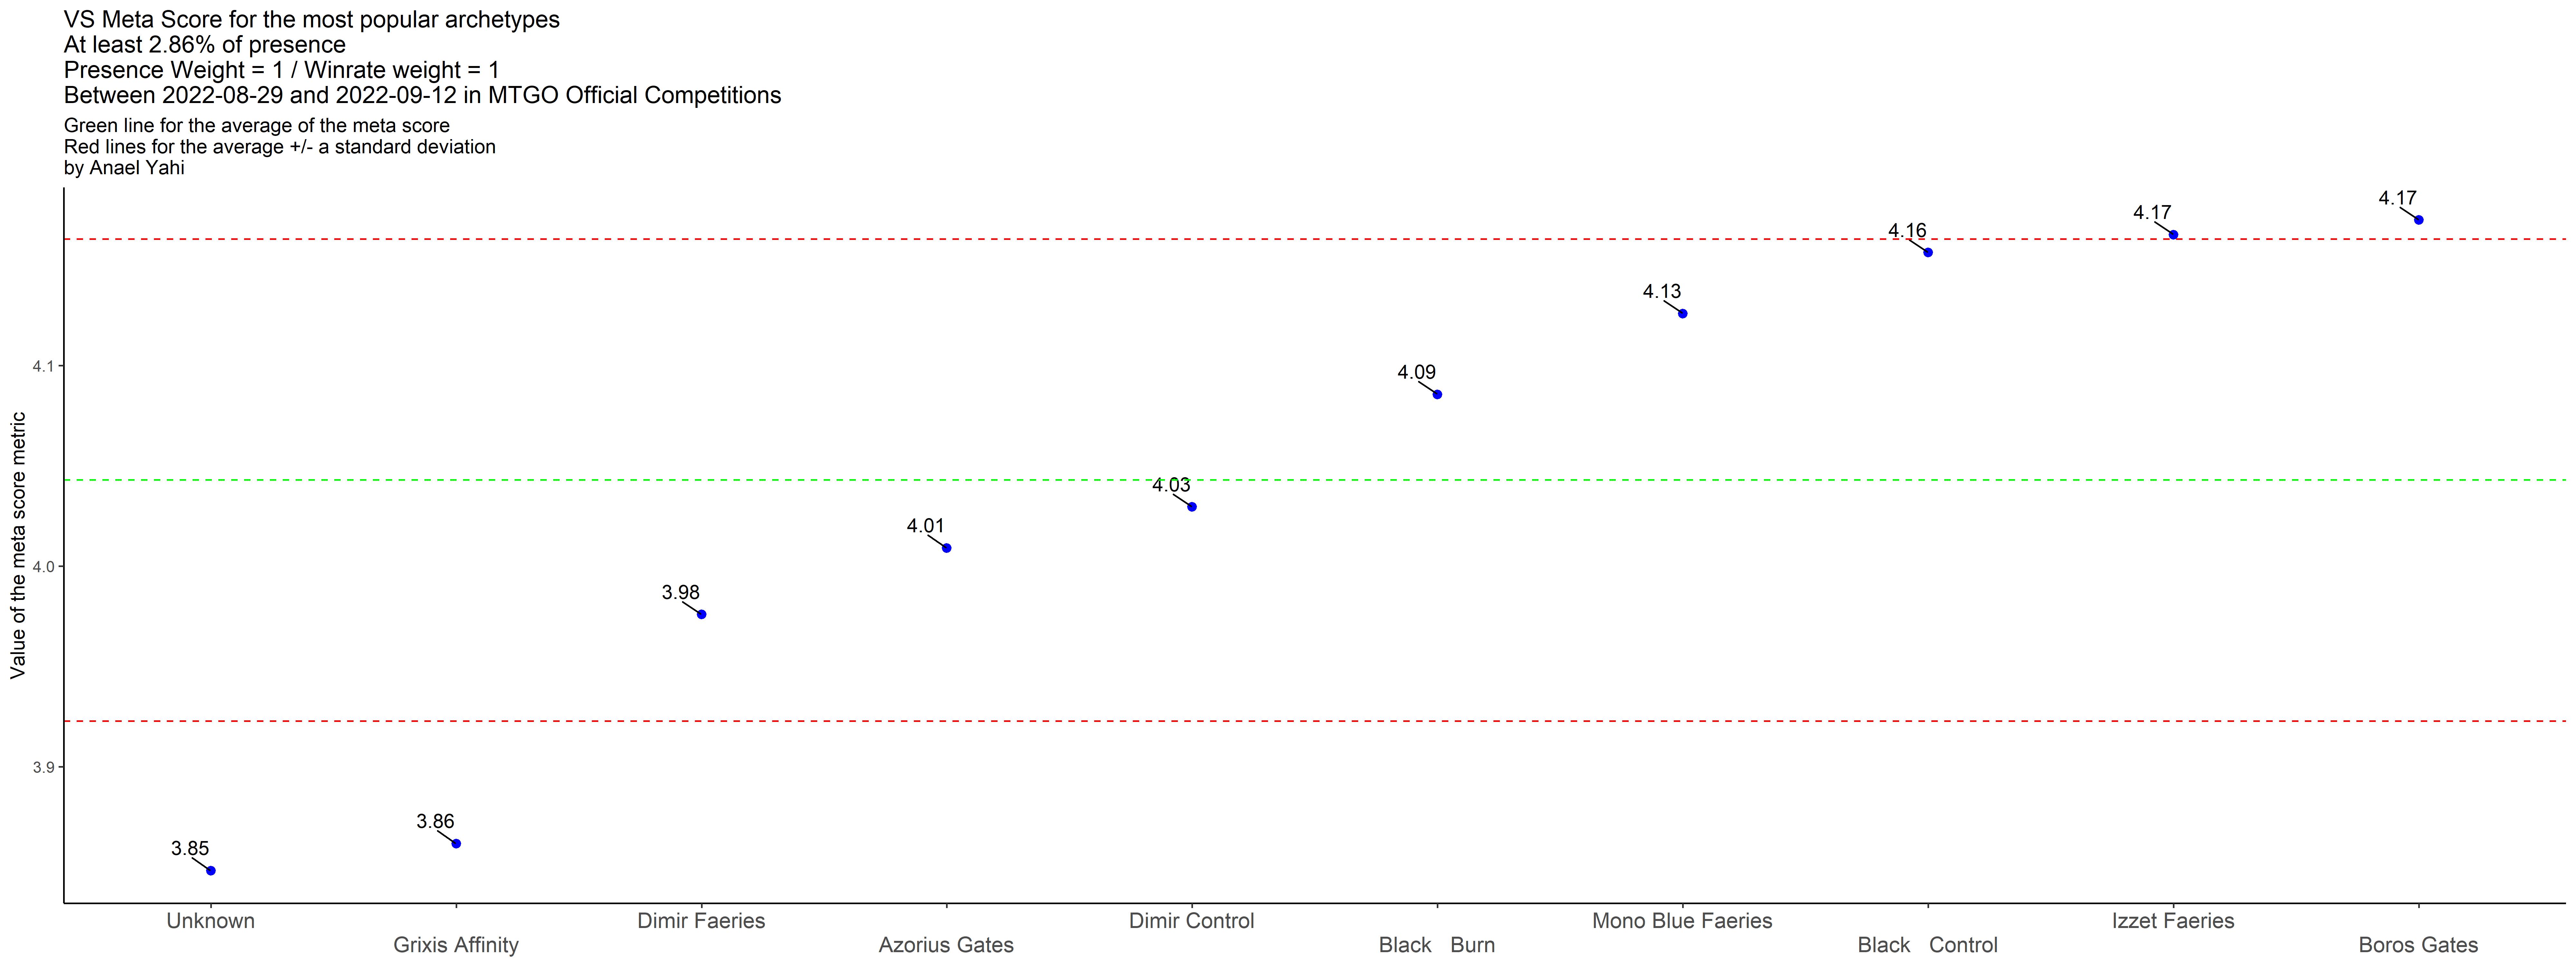 VS Meta Score for the most popular archetypes
At least 2.86% of presence
Presence Weight = 1 / Winrate weight = 1
Between 2022-08-29 and 2022-09-12 in MTGO Official Competitions
Green line for the average of the meta score
Red lines for the average +/- a standard deviation
by Anael Yahi
Value of the meta score metric
4.1
4.0
3.9
3.85
3.86
3.98
4.01
4.03
4.09
4.13
4.16
4.17
4.17
Unknown
Grixis Affinity
Dimir Faeries
Azorius Gates
Dimir Control
Black Burn
Mono Blue Faeries
Black Control
Izzet Faeries
Boros Gates